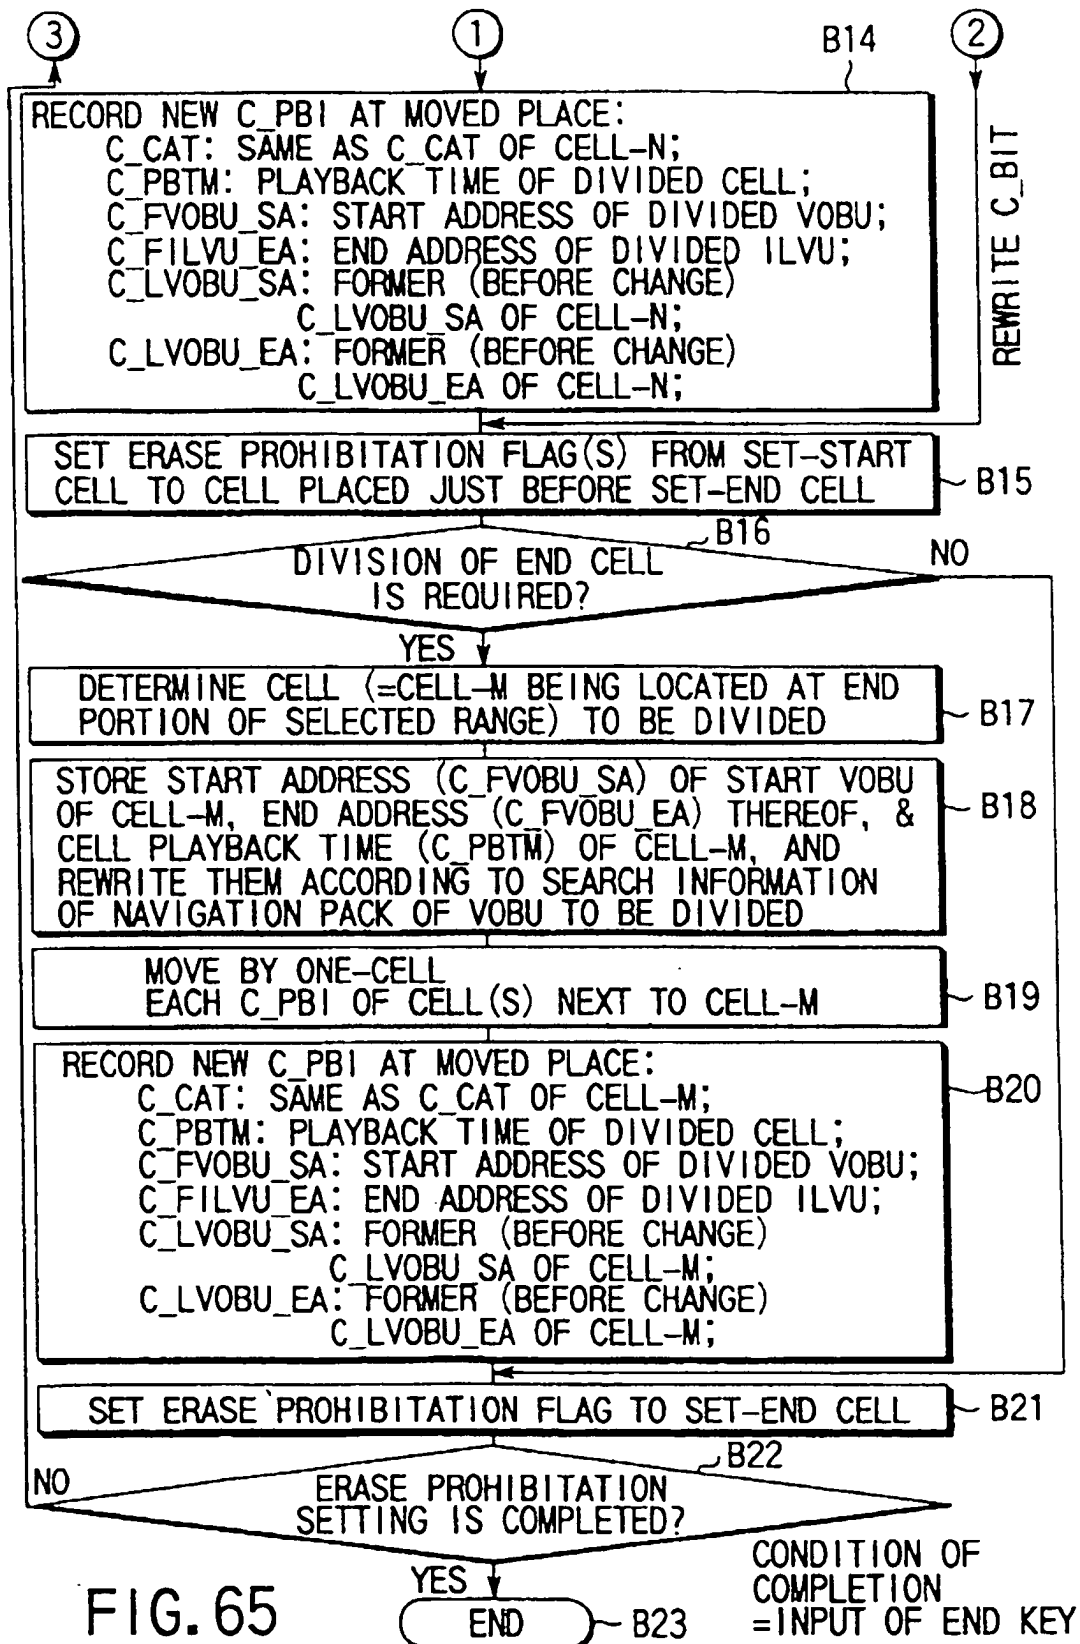 3
1
B14
2
RECORD NEW C_PBI AT MOVED PLACE:
C_CAT: SAME AS C_CAT OF CELL-N;
C_PBTM: PLAYBACK TIME OF DIVIDED CELL;
C_FVOBU_SA: START ADDRESS OF DIVIDED VOBU;
C_FILVU_EA: END ADDRESS OF DIVIDED ILVU;
C_LVOBU_SA: FORMER (BEFORE CHANGE)
C_LVOBU_SA OF CELL-N;
C_LVOBU_EA: FORMER (BEFORE CHANGE)
C_LVOBU_EA OF CELL-N;
REWRITE C_BIT
SET ERASE PROHIBITATION FLAG(S) FROM SET-START
CELL TO CELL PLACED JUST BEFORE SET-END CELL
B15
B16
DIVISION OF END CELL
IS REQUIRED?
NO
YES
DETERMINE CELL (=CELL-M BEING LOCATED AT END
PORTION OF SELECTED RANGE) TO BE DIVIDED
B17
STORE START ADDRESS (C_FVOBU_SA) OF START VOBU
OF CELL-M, END ADDRESS (C_FVOBU_EA) THEREOF, &
CELL PLAYBACK TIME (C_PBTM) OF CELL-M, AND
REWRITE THEM ACCORDING TO SEARCH INFORMATION
OF NAVIGATION PACK OF VOBU TO BE DIVIDED
B18
MOVE BY ONE-CELL
EACH C_PBI OF CELL(S) NEXT TO CELL-M
B19
RECORD NEW C_PBI AT MOVED PLACE:
C_CAT: SAME AS C_CAT OF CELL-M;
C_PBTM: PLAYBACK TIME OF DIVIDED CELL;
C_FVOBU_SA: START ADDRESS OF DIVIDED VOBU;
C_FILVU_EA: END ADDRESS OF DIVIDED ILVU;
C_LVOBU_SA: FORMER (BEFORE CHANGE)
C_LVOBU_SA OF CELL-M;
C_LVOBU_EA: FORMER (BEFORE CHANGE)
C_LVOBU_EA OF CELL-M;
B20
SET ERASE PROHIBITATION FLAG TO SET-END CELL
B21
B22
NO
ERASE PROHIBITATION
SETTING IS COMPLETED?
YES
CONDITION OF
COMPLETION
=INPUT OF END KEY
END
B23
FIG. 65